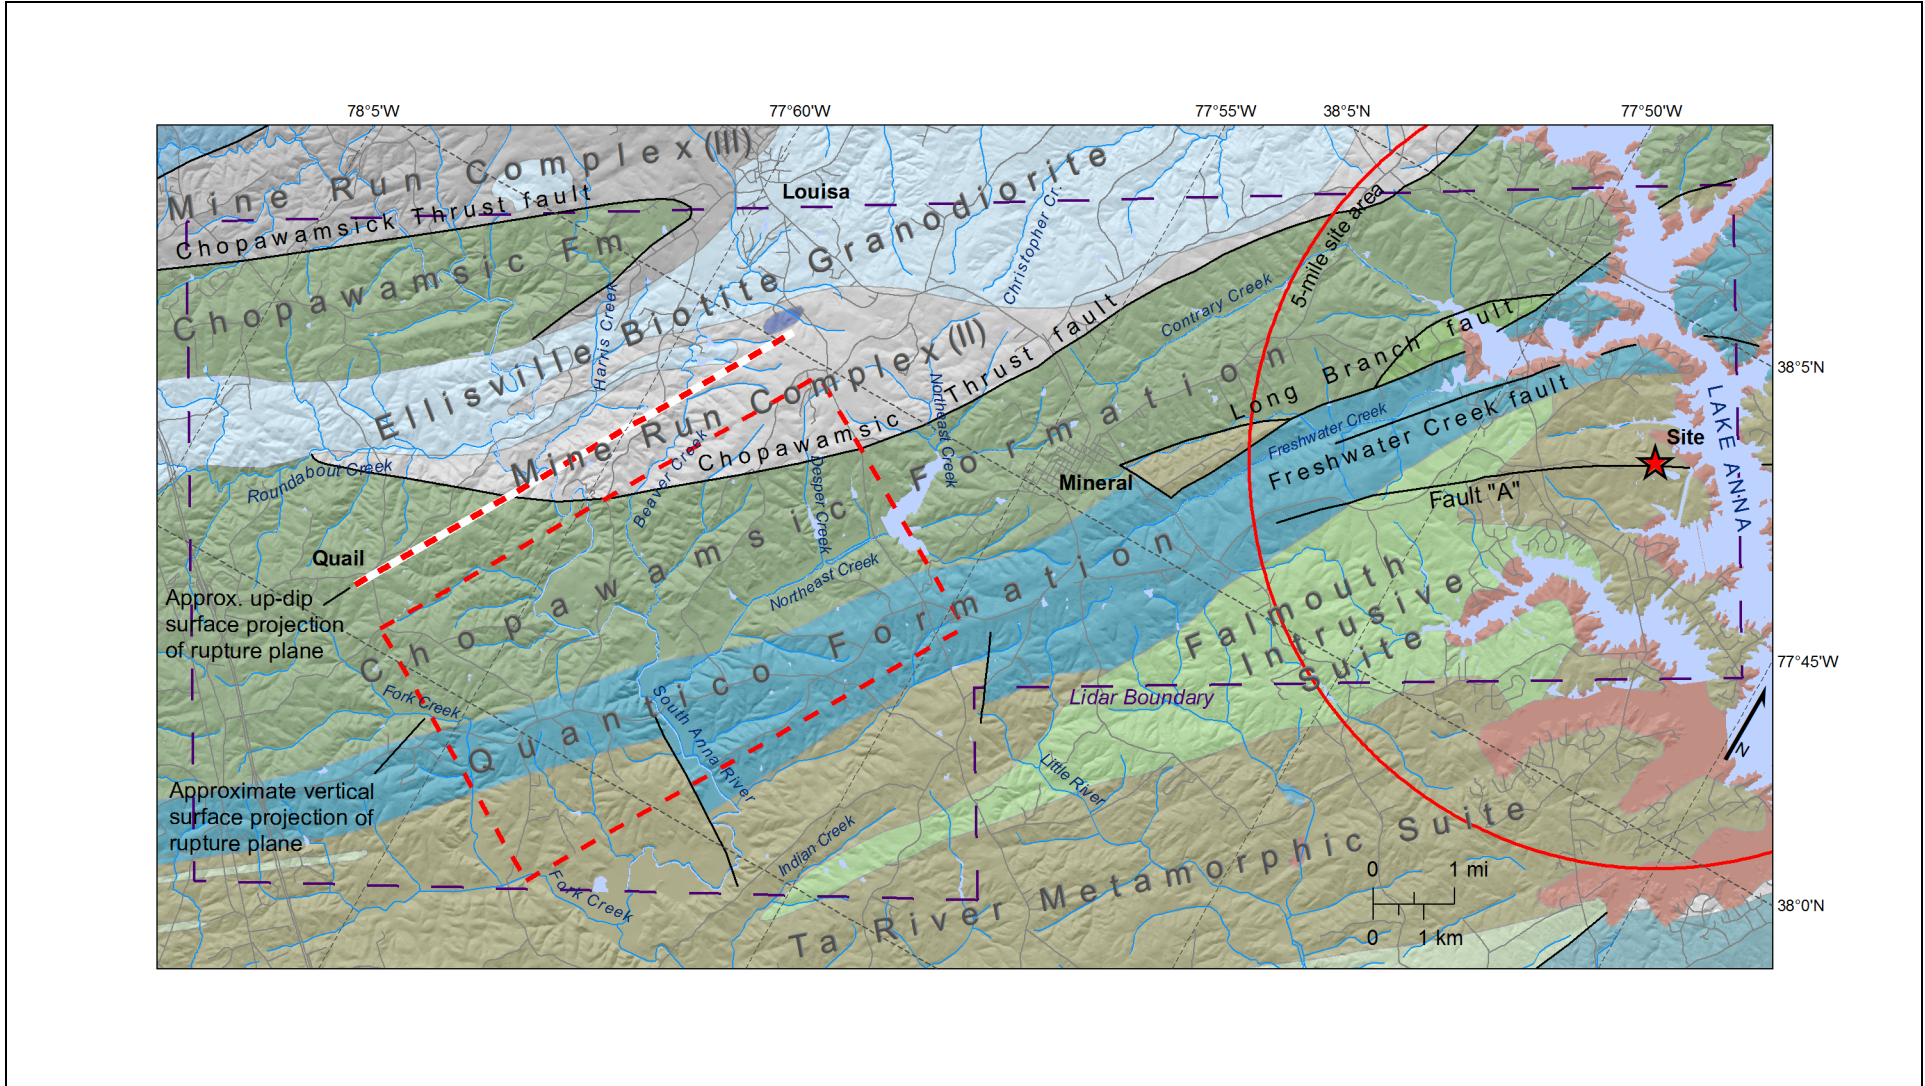 78°5'W
77°60'W
77°55'W
38°5'N
77°50'W
Mine Run Complex (III)
Louisa
Chopawamsick Thrust fault
Chopawamsic Fm
Ellisville Biotite Granodiorite
Christopher Cr.
Harris Creek
5-mile site area
Contrary Creek
Mine Run Complex (II)
Chopawamsic Thrust fault
Long Branch fault
38°5'N
Northeast Creek
Beaver Creek
Desper Creek
Roundabout Creek
Freshwater Creek
Freshwater Creek fault
LAKE ANNA
Site
Mineral
Fault "A"
Quail
Chopawamsic Formation
Northeast Creek
Approx. up-dip
surface projection
of rupture plane
Falmouth
Intrusive
Suite
77°45'W
Fork Creek
Quantico Formation
South Anna River
Lidar Boundary
N
Little River
Approximate vertical
surface projection of
rupture plane
Indian Creek
Fork Creek
Ta River Metamorphic Suite
0 1 mi
0 1 km
38°0'N